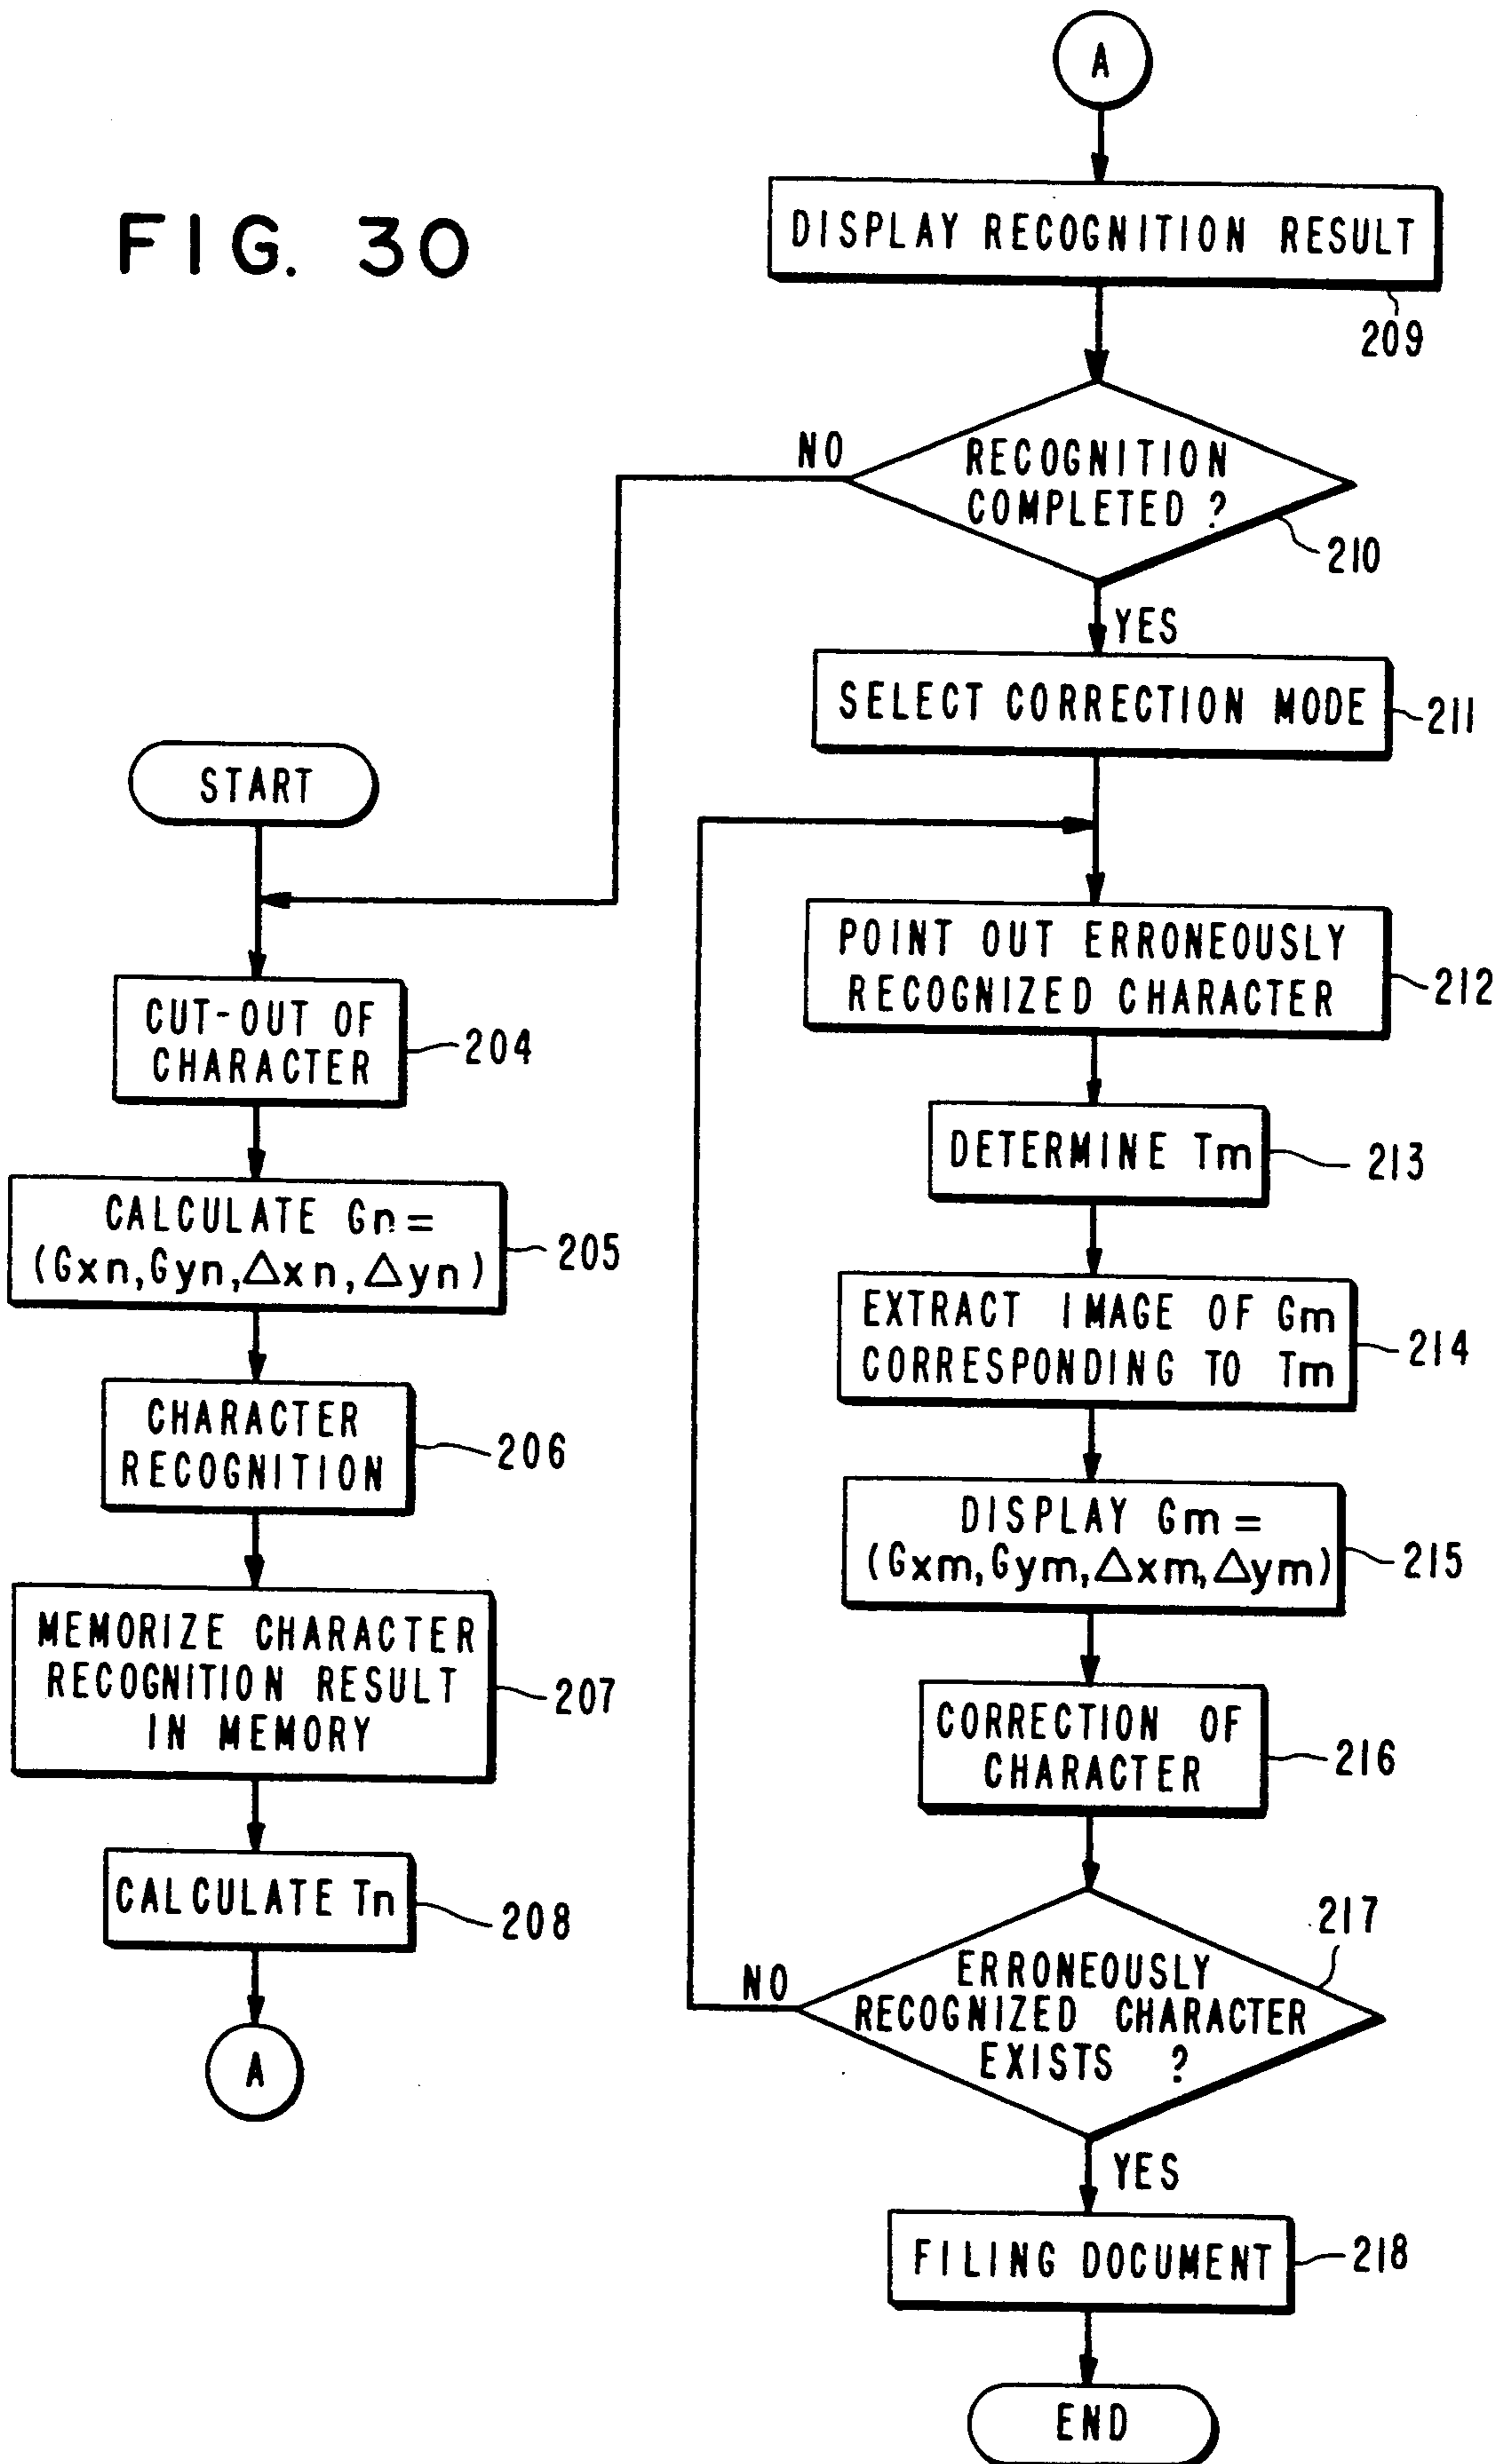 FIG. 30
START
CUT-OUT OF
CHARACTER
204
CALCULATE Gn=
(Gxn,Gyn,Δxn,Δyn)
205
CHARACTER
RECOGNITION
206
MEMORIZE CHARACTER
RECOGNITION RESULT
IN MEMORY
207
CALCULATE Tn
208
A
A
DISPLAY RECOGNITION RESULT
209
RECOGNITION
COMPLETED ?
210
NO
YES
SELECT CORRECTION MODE
211
POINT OUT ERRONEOUSLY
RECOGNIZED CHARACTER
212
DETERMINE Tm
213
EXTRACT IMAGE OF Gm
CORRESPONDING TO Tm
214
DISPLAY Gm =
(Gxm,Gym,Δxm,Δym)
215
CORRECTION OF
CHARACTER
216
217
ERRONEOUSLY
RECOGNIZED CHARACTER
EXISTS ?
NO
YES
FILING DOCUMENT
218
END